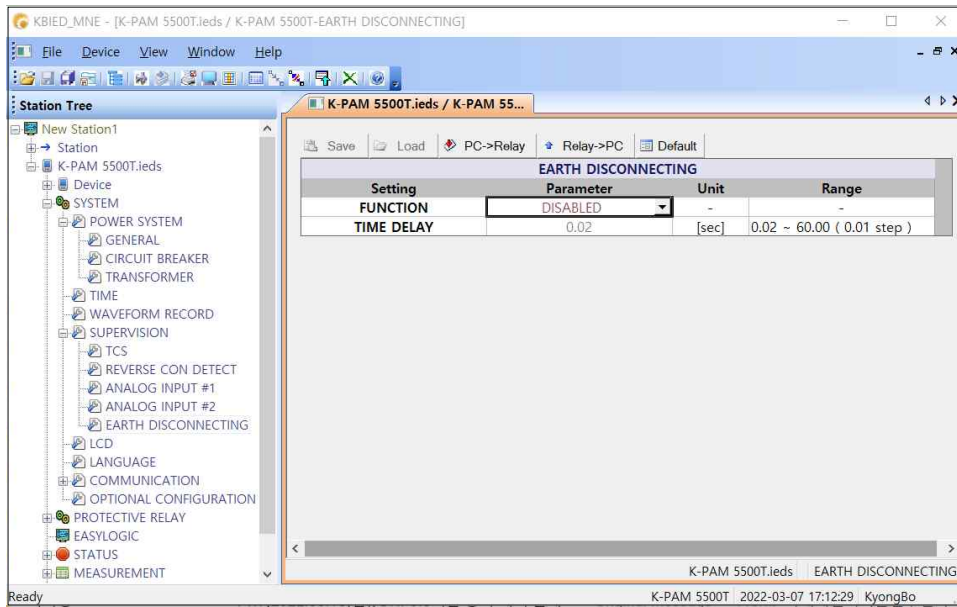 KBIED_MNE - [K-PAM 5500T.ieds / K-PAM 5500T-EARTH DISCONNECTING]
File Device View Window Help
Station Tree
New Station1
Station
K-PAM 5500T.ieds
Device
SYSTEM
POWER SYSTEM
GENERAL
CIRCUIT BREAKER
TRANSFORMER
TIME
WAVEFORM RECORD
SUPERVISION
TCS
REVERSE CON DETECT
ANALOG INPUT #1
ANALOG INPUT #2
EARTH DISCONNECTING
LCD
LANGUAGE
COMMUNICATION
OPTIONAL CONFIGURATION
PROTECTIVE RELAY
EASYLOGIC
STATUS
MEASUREMENT
K-PAM 5500T.ieds / K-PAM 55...
Save Load PC->Relay Relay->PC Default
EARTH DISCONNECTING
Setting Parameter Unit Range
FUNCTION DISABLED - -
TIME DELAY 0.02 [sec] 0.02 ~ 60.00 ( 0.01 step )
K-PAM 5500T.ieds EARTH DISCONNECTING
Ready K-PAM 5500T 2022-03-07 17:12:29 KyongBo